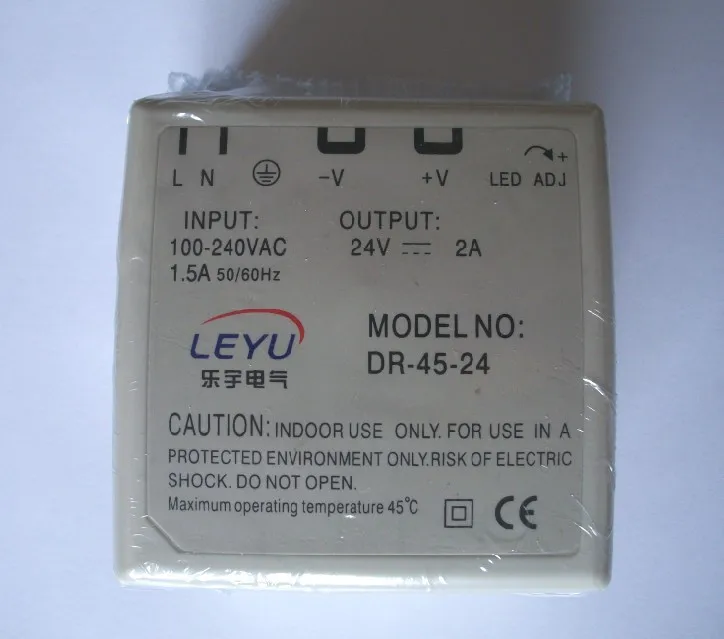 L N -V +V LED ADJ
INPUT: OUTPUT:
100-240VAC 24V 2A
1.5A 50/60Hz
LEYU
乐宇电气
MODEL NO:
DR-45-24
CAUTION: INDOOR USE ONLY. FOR USE IN A
PROTECTED ENVIRONMENT ONLY.RISK OF ELECTRIC
SHOCK. DO NOT OPEN.
Maximum operating temperature 45°C CE